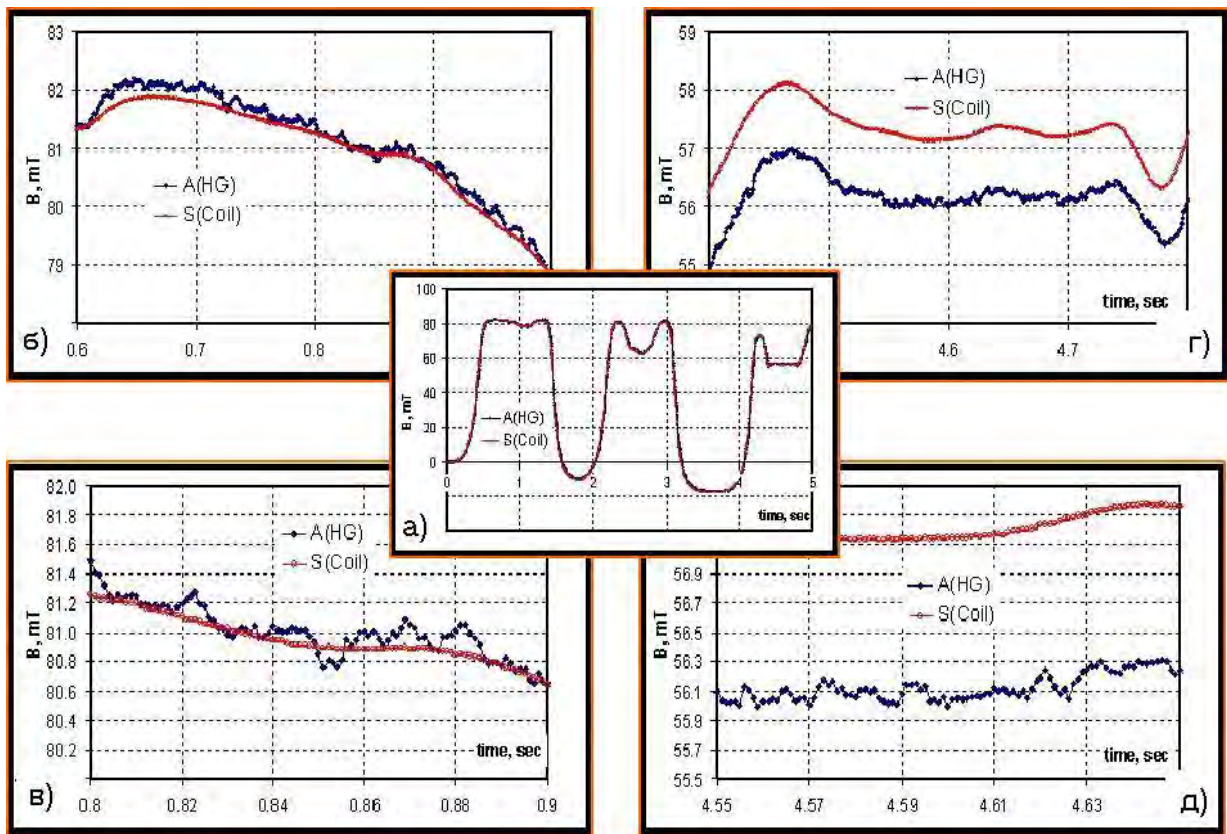 83
82
81
80
79
B, mT
A(HG)
S(Coil)
0.6
0.7
0.8
б)
59
58
57
56
55
B, mT
A(HG)
S(Coil)
time, sec
4.6
4.7
г)
100
80
60
40
20
0
B, mT
A(HG)
S(Coil)
0
1
2
3
4
5
time, sec
а)
82.0
81.8
81.6
81.4
81.2
81.0
80.8
80.6
80.4
80.2
80.0
B, mT
A(HG)
S(Coil)
time, sec
0.8
0.82
0.84
0.86
0.88
0.9
в)
56.9
56.7
56.5
56.3
56.1
55.9
55.7
55.5
B, mT
A(HG)
S(Coil)
time, sec
4.55
4.57
4.59
4.61
4.63
д)